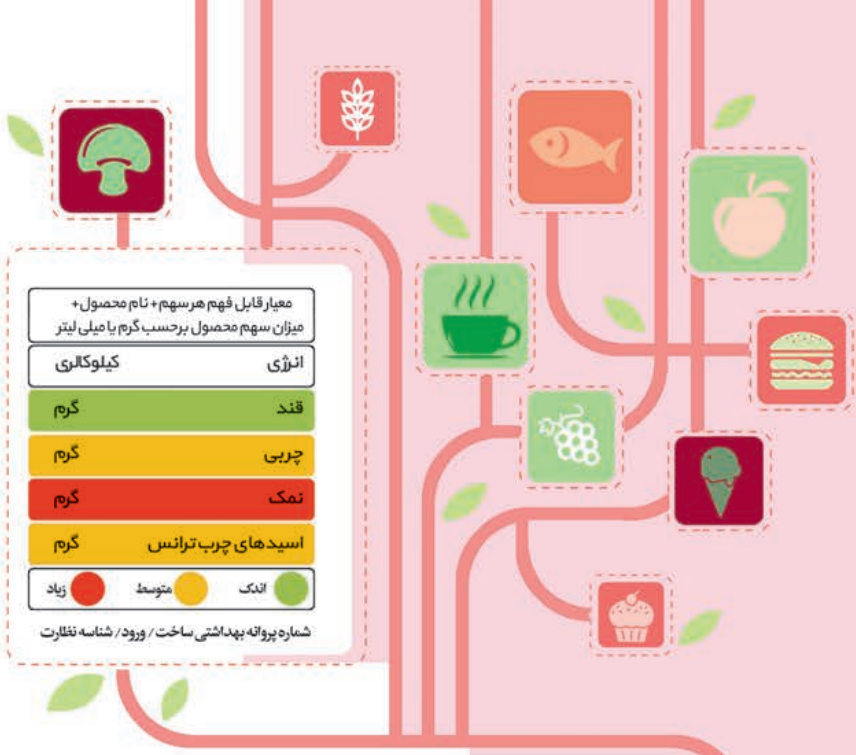 معیار قابل فهم هر سهم + نام محصول +
میزان سهم محصول برحسب گرم یا میلی لیتر
انرژی کیلوکالری
قند گرم
چربی گرم
نمک گرم
اسیدهای چرب ترانس گرم
اندک متوسط زیاد
شماره پروانه بهداشتی ساخت / ورود / شناسه نظارت